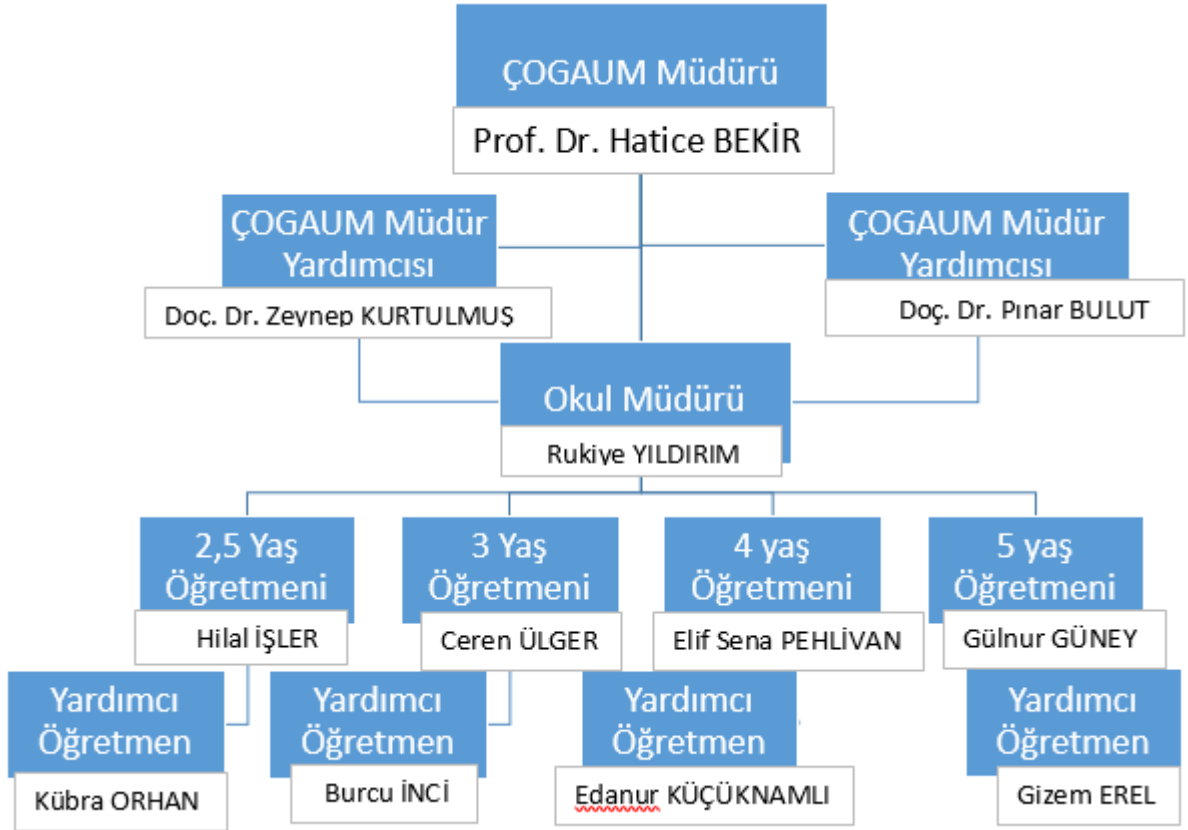 ÇOGAUM Müdürü
Prof. Dr. Hatice BEKİR
ÇOGAUM Müdür
Yardımcısı
Doç. Dr. Zeynep KURTULMUŞ
ÇOGAUM Müdür
Yardımcısı
Doç. Dr. Pınar BULUT
Okul Müdürü
Rukiye YILDIRIM
2,5 Yaş
Öğretmeni
Hilal İŞLER
3 Yaş
Öğretmeni
Ceren ÜLGER
4 yaş
Öğretmeni
Elif Sena PEHLİVAN
5 yaş
Öğretmeni
Gülnur GÜNEY
Yardımcı
Öğretmen
Kübra ORHAN
Yardımcı
Öğretmen
Burcu İNCİ
Yardımcı
Öğretmen
Edanur KÜÇÜKNAMLI
Yardımcı
Öğretmen
Gizem EREL